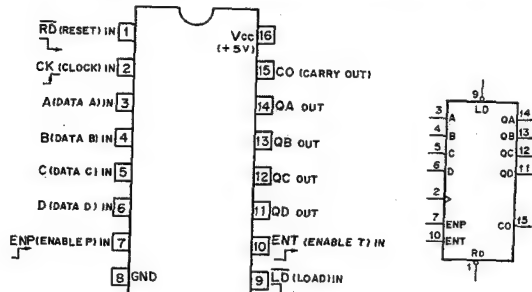 RD (RESET) IN 1
CK (CLOCK) IN 2
A (DATA A) IN 3
B (DATA B) IN 4
C (DATA C) IN 5
D (DATA D) IN 6
ENP (ENABLE P) IN 7
8 GND
Vcc 16
(+5V)
15 CO (CARRY OUT)
14 QA OUT
13 QB OUT
12 QC OUT
11 QD OUT
10 ENT (ENABLE T) IN
9 LD (LOAD) IN
9
LD
3 A QA 14
4 B QB 13
5 C QC 12
6 D QD 11
2
7 ENP CO 15
10 ENT
RD
1